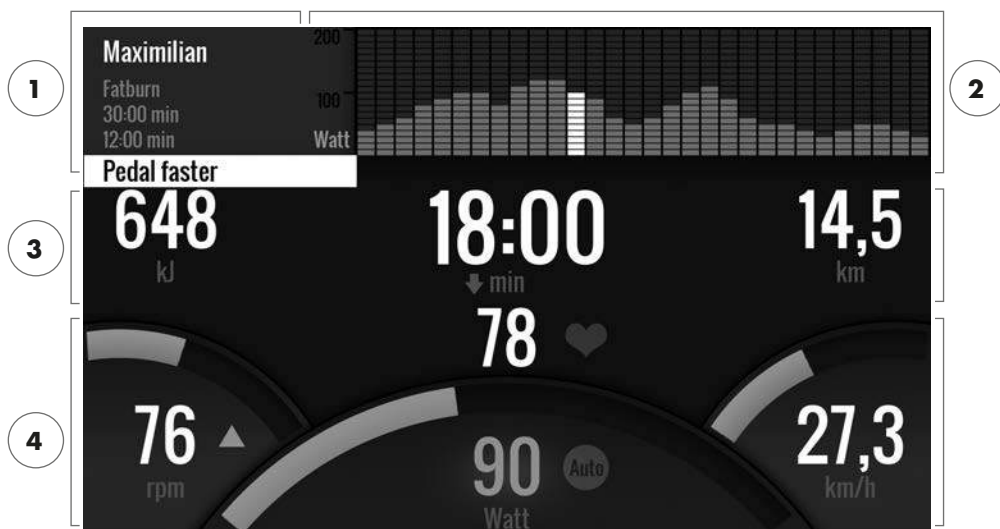 1
2
3
4
Maximilian
Fatburn
30:00 min
12:00 min
Pedal faster
200
100
Watt
648
kJ
18:00
min
14,5
km
78
76
rpm
90
Auto
Watt
27,3
km/h